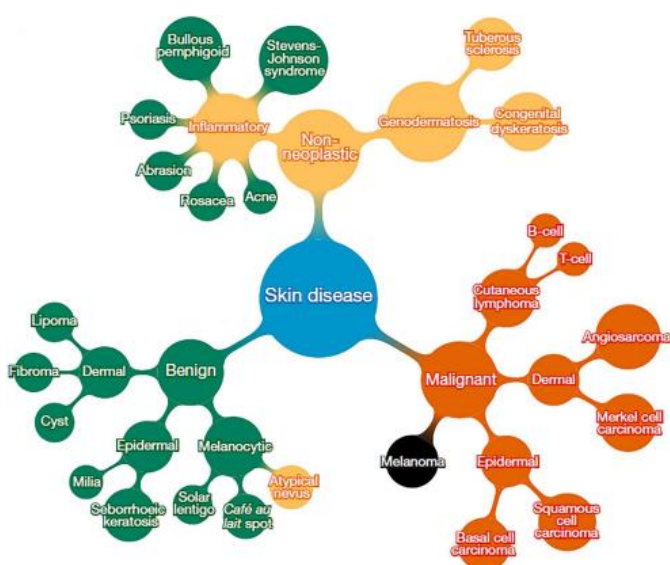 Bullous
pemphigoid
Stevens-
Johnson
syndrome
Tuberous
sclerosis
Psoriasis
Inflammatory
Non-
neoplastic
Genodermatosis
Congenital
dyskeratosis
Abrasion
Rosacea
Acne
Skin disease
B-cell
T-cell
Cutaneous
lymphoma
Angiosarcoma
Malignant
Dermal
Merkel cell
carcinoma
Melanoma
Epidermal
Squamous
cell
carcinoma
Basal cell
carcinoma
Lipoma
Fibroma
Dermal
Benign
Cyst
Epidermal
Melanocytic
Milia
Seborrhoeic
keratosis
Solar
lentigo
Café au
lait spot
Atypical
nevus